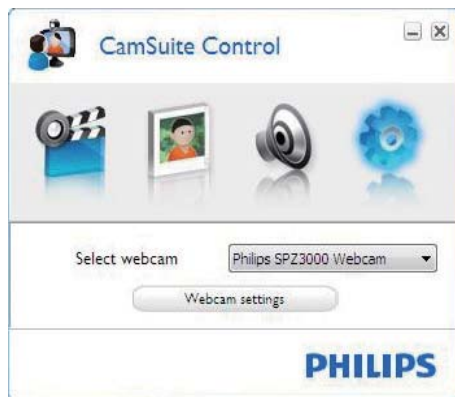 CamSuite Control
Select webcam
Philips SPZ3000 Webcam
Webcam settings
PHILIPS